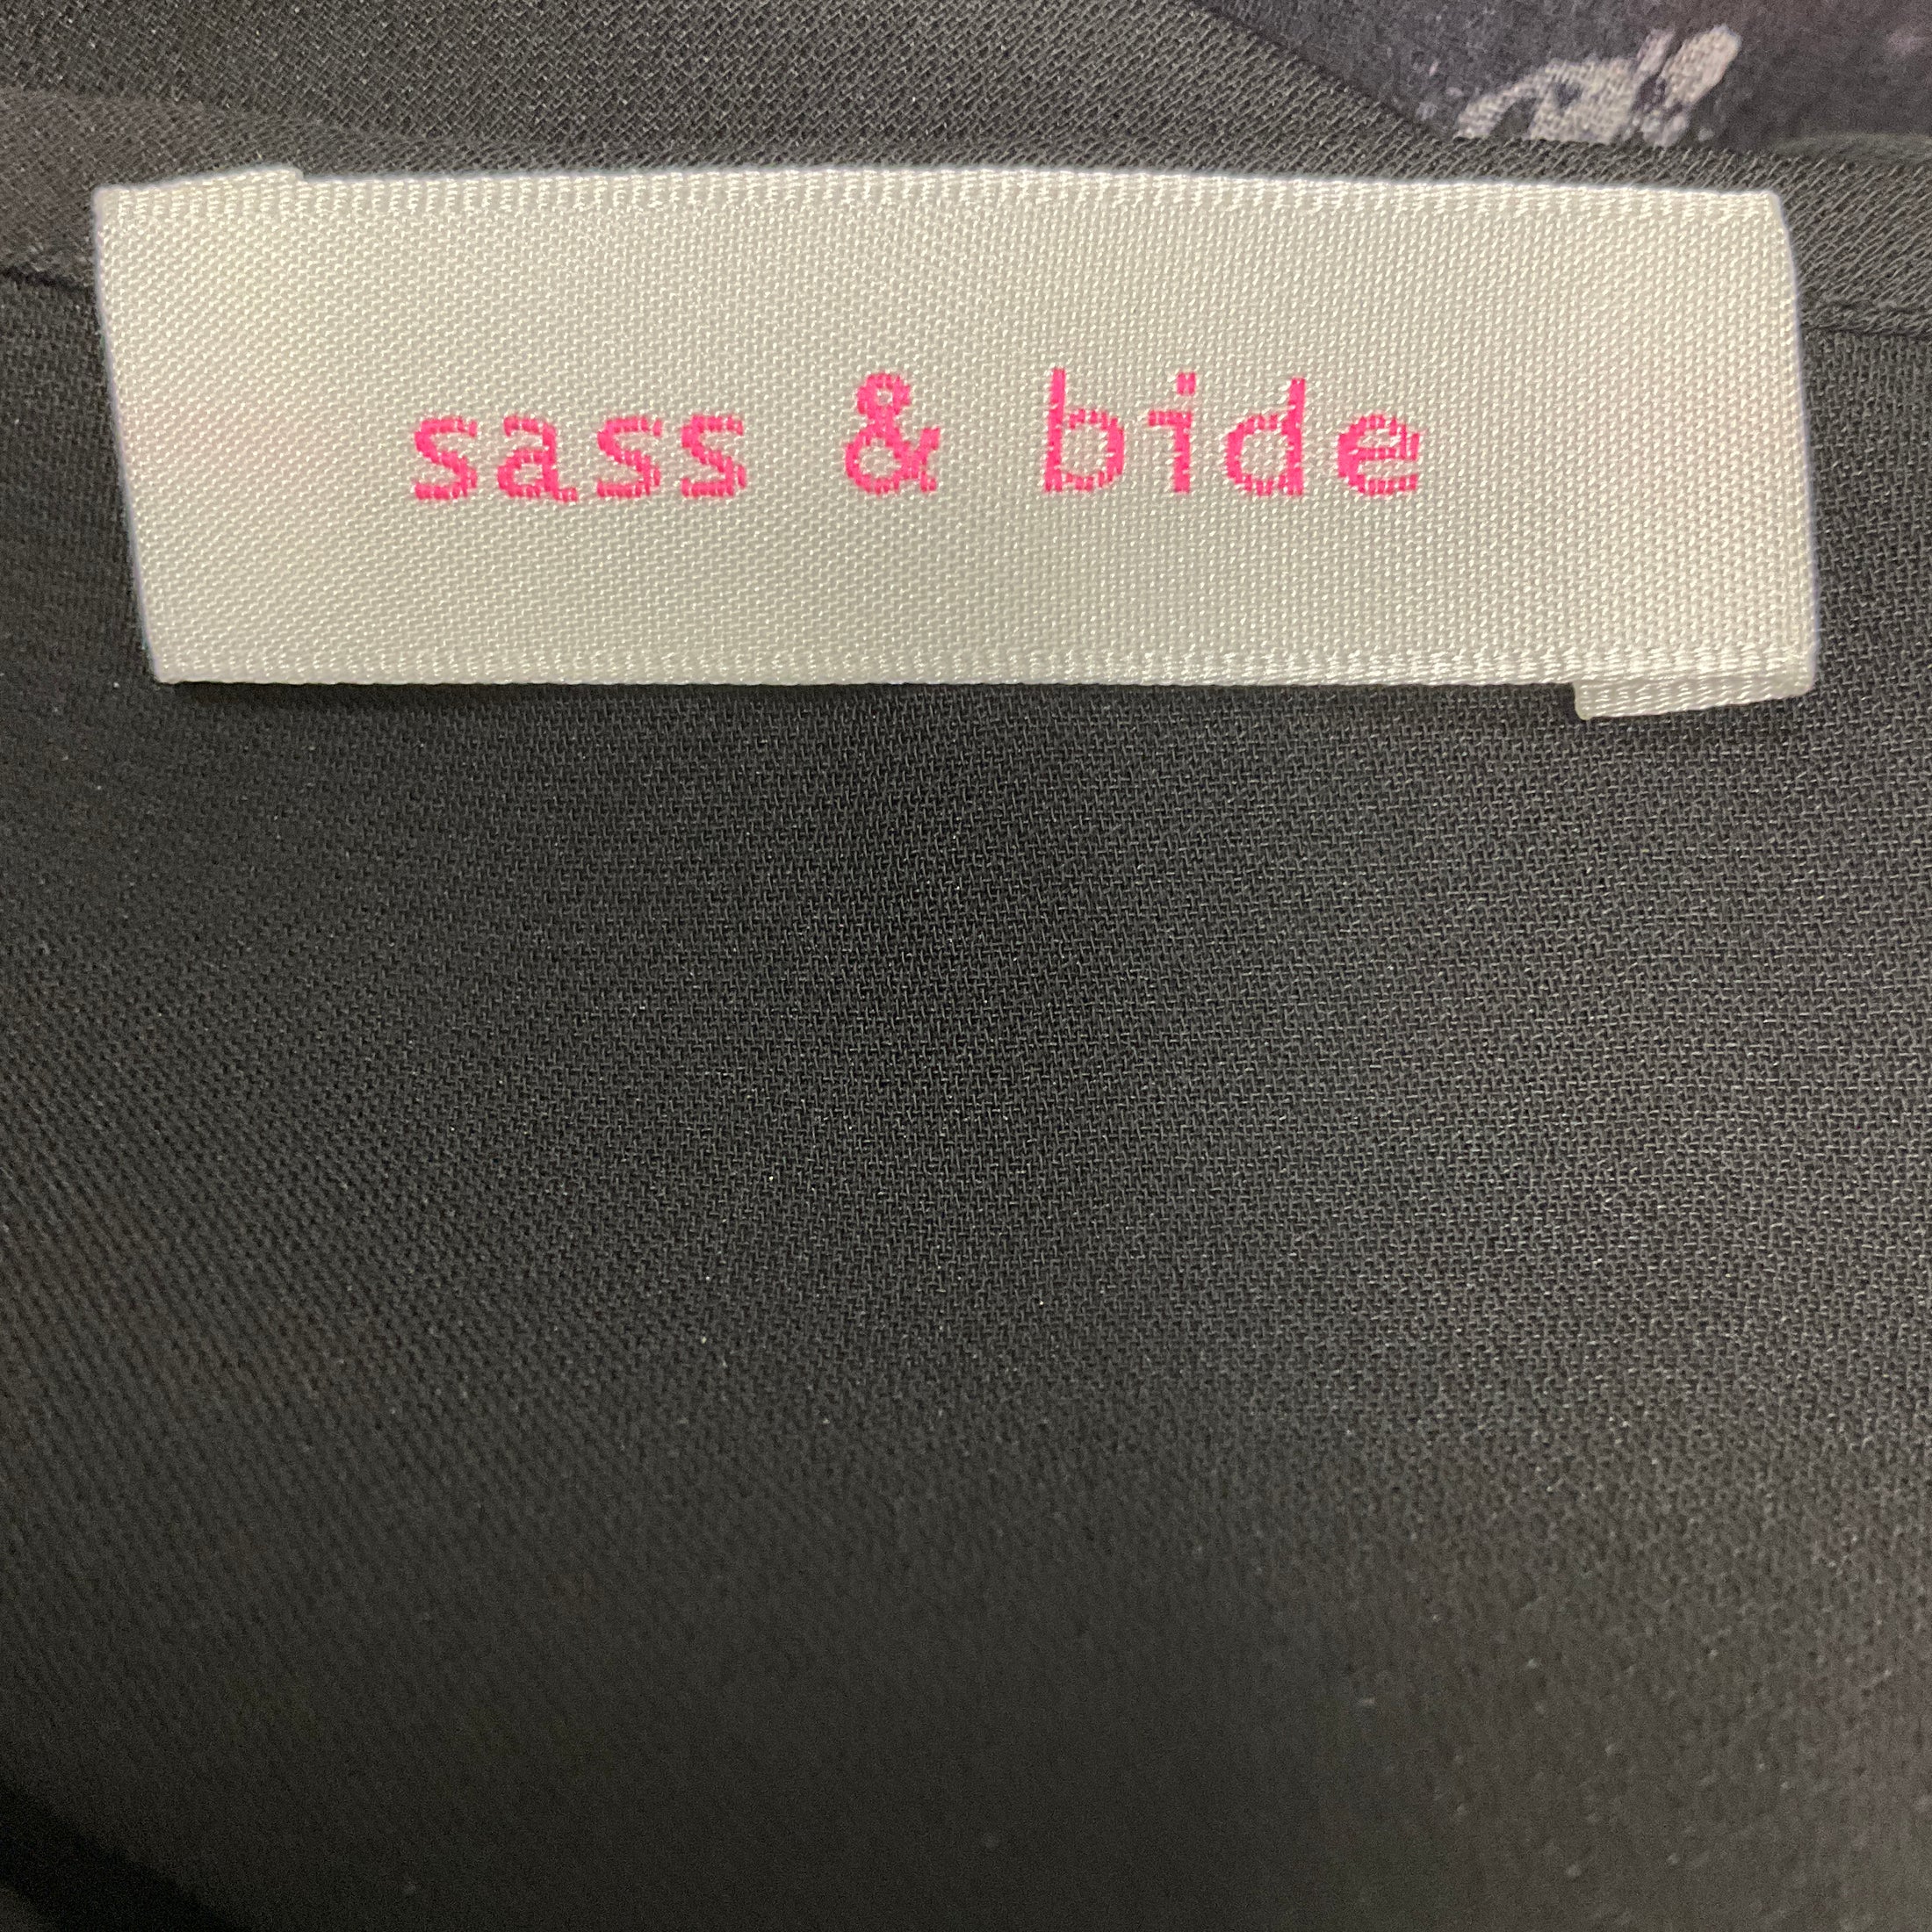 sass & bide